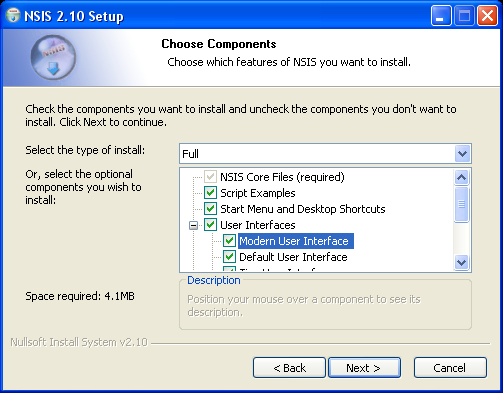 NSIS 2.10 Setup
Choose Components
Choose which features of NSIS you want to install.
Check the components you want to install and uncheck the components you don't want to
install. Click Next to continue.
Select the type of install:
Full
Or, select the optional
components you wish to
install:
NSIS Core Files (required)
Script Examples
Start Menu and Desktop Shortcuts
User Interfaces
Modern User Interface
Default User Interface
Space required: 4.1MB
Description
Position your mouse over a component to see its
description.
Nullsoft Install System v2.10
< Back
Next >
Cancel